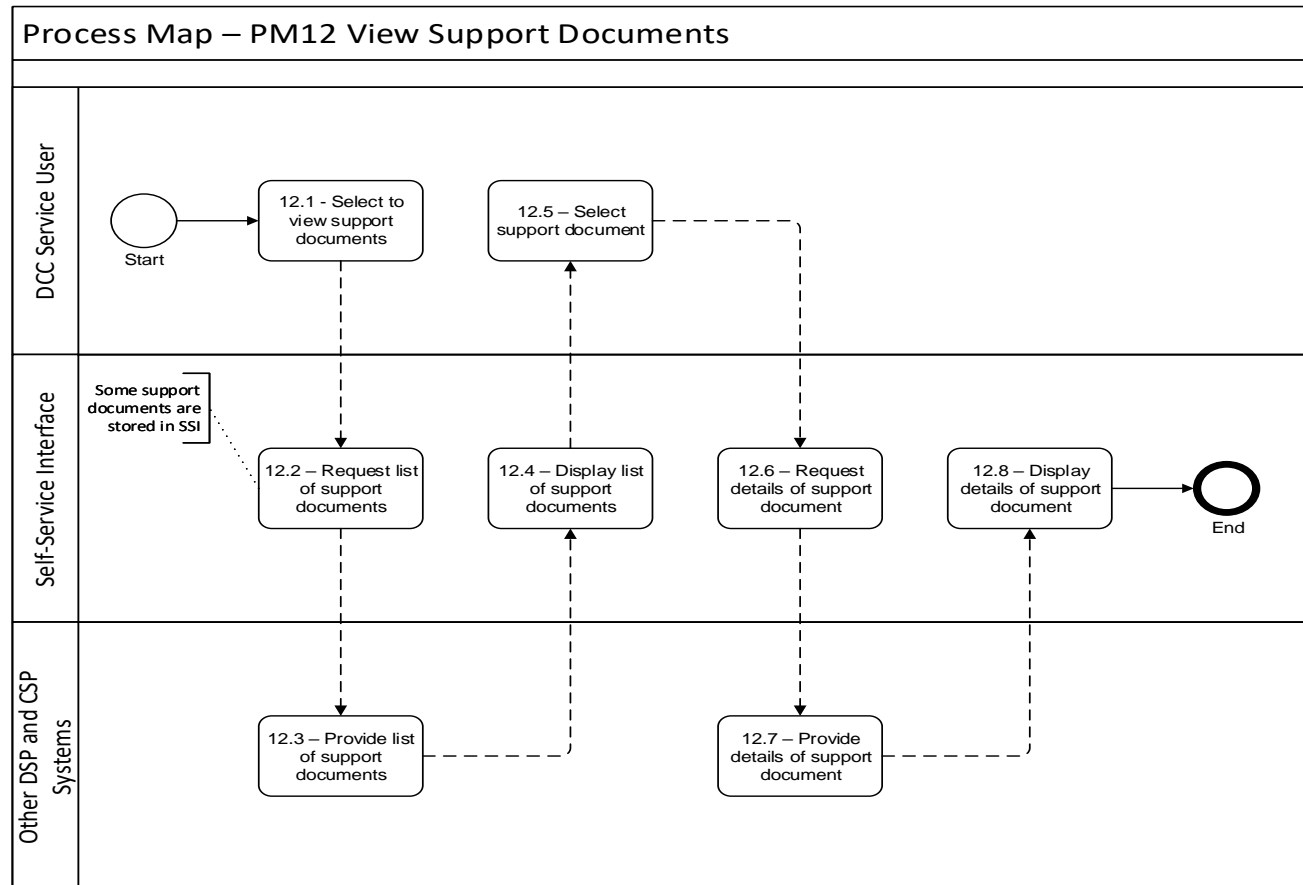 Process Map – PM12 View Support Documents
DCC Service User
Start
12.1 - Select to
view support
documents
12.5 – Select
support document
Self-Service Interface
Some support
documents are
stored in SSI
12.2 – Request list
of support
documents
12.4 – Display list
of support
documents
12.6 – Request
details of support
document
12.8 – Display
details of support
document
End
Other DSP and CSP
Systems
12.3 – Provide list
of support
documents
12.7 – Provide
details of support
document